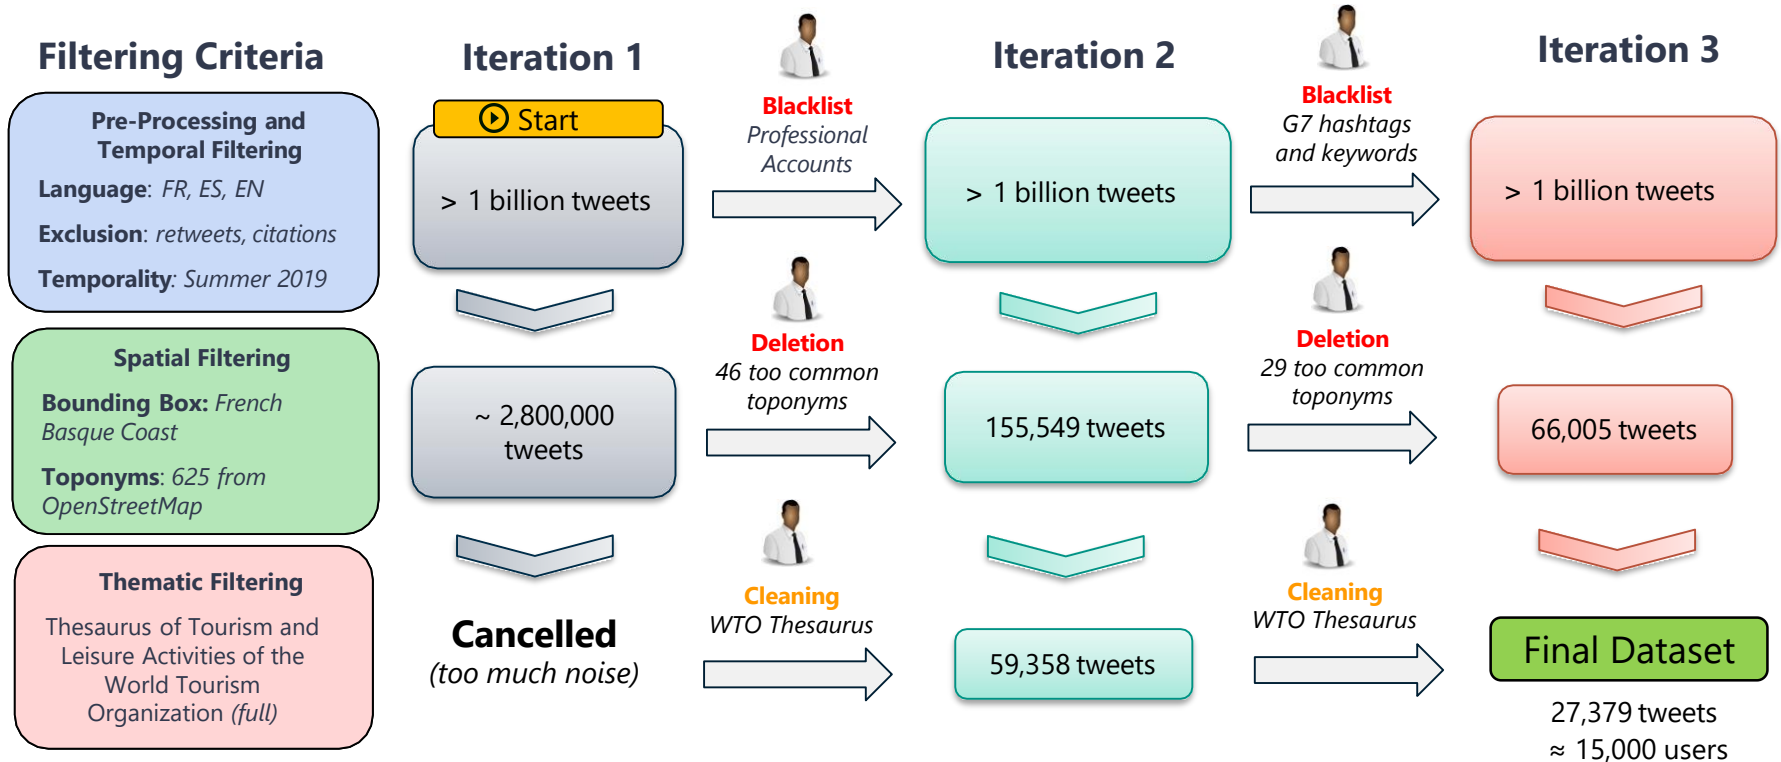 Filtering Criteria
Pre-Processing and
Temporal Filtering
Language: FR, ES, EN
Exclusion: retweets, citations
Temporality: Summer 2019
Spatial Filtering
Bounding Box: French
Basque Coast
Toponyms: 625 from
OpenStreetMap
Thematic Filtering
Thesaurus of Tourism and
Leisure Activities of the
World Tourism
Organization (full)
Iteration 1
Start
> 1 billion tweets
~ 2,800,000
tweets
Cancelled
(too much noise)
Blacklist
Professional
Accounts
Deletion
46 too common
toponyms
Cleaning
WTO Thesaurus
Iteration 2
> 1 billion tweets
155,549 tweets
59,358 tweets
Blacklist
G7 hashtags
and keywords
Deletion
29 too common
toponyms
Cleaning
WTO Thesaurus
Iteration 3
> 1 billion tweets
66,005 tweets
Final Dataset
27,379 tweets
≈ 15,000 users